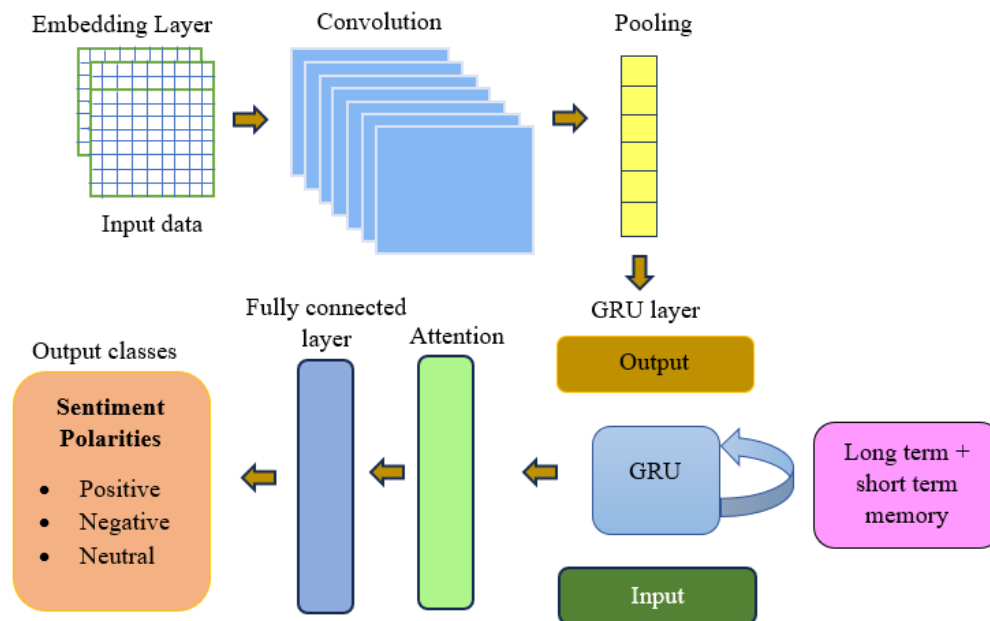 Embedding Layer
Convolution
Pooling
Input data
GRU layer
Output
GRU
Long term +
short term
memory
Input
Attention
Fully connected
layer
Output classes
Sentiment
Polarities
• Positive
• Negative
• Neutral